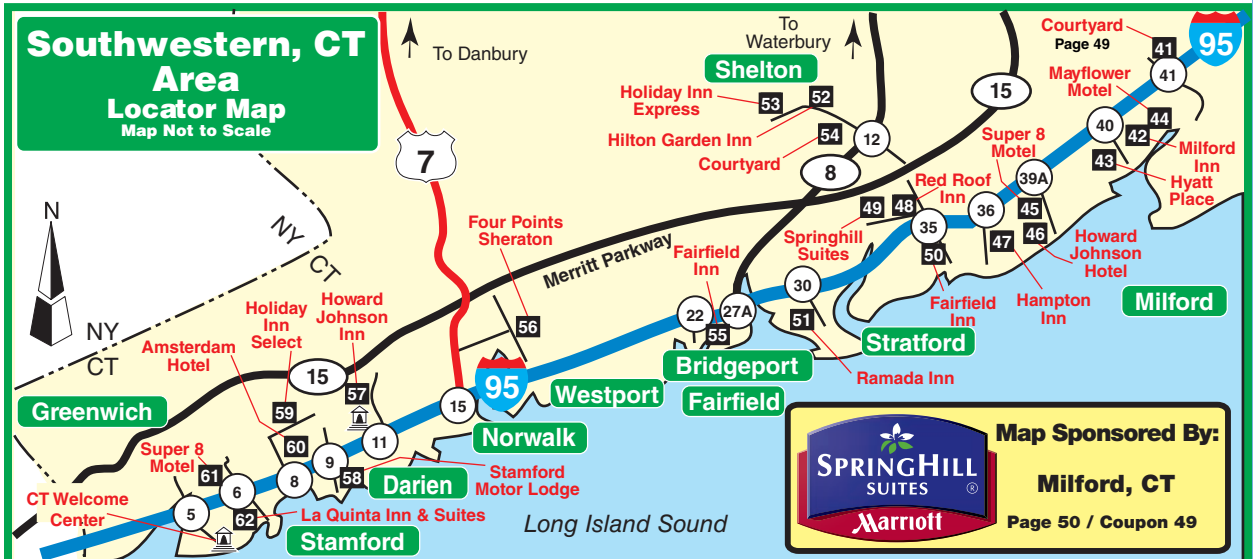 Southwestern, CT
Area
Locator Map
Map Not to Scale
To Danbury
7
To
Waterbury
Shelton
Holiday Inn
Express
53
52
Hilton Garden Inn
54
Courtyard
12
8
15
Courtyard
Page 49
41
41
95
Mayflower
Motel
44
40
42
Milford
Inn
43
Hyatt
Place
Super 8
Motel
39A
45
46
Howard
Johnson
Hotel
36
47
Hampton
Inn
Red Roof
Inn
49
48
35
Springhill
Suites
50
Fairfield
Inn
Milford
N
NY
CT
NY
CT
Merritt Parkway
Four Points
Sheraton
56
Fairfield
Inn
22
27A
55
30
51
Ramada Inn
Stratford
Bridgeport
Fairfield
Westport
95
15
Norwalk
Holiday
Inn
Select
Howard
Johnson
Inn
Amsterdam
Hotel
15
57
59
60
11
9
8
58
Darien
Stamford
Motor Lodge
Greenwich
Super 8
Motel
61
6
CT Welcome
Center
5
62
La Quinta Inn & Suites
Stamford
Long Island Sound
SPRINGHILL
SUITES
®
Marriott
Map Sponsored By:
Milford, CT
Page 50 / Coupon 49